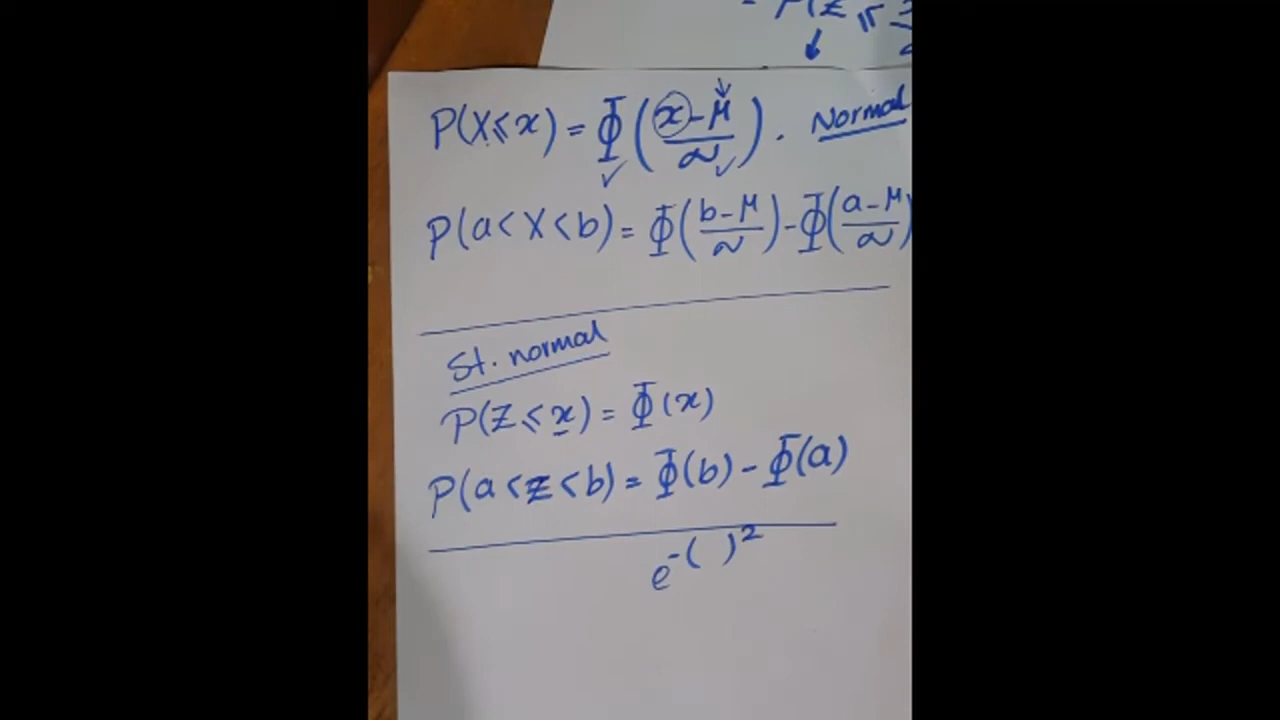 = P(Z ≤
P(X ≤ x) = Φ((x - μ)/σ). Normal
P(a < X < b) = Φ((b - μ)/σ) - Φ((a - μ)/σ)
St. normal
P(Z ≤ x) = Φ(x)
P(a < Z < b) = Φ(b) - Φ(a)
e^-( )^2